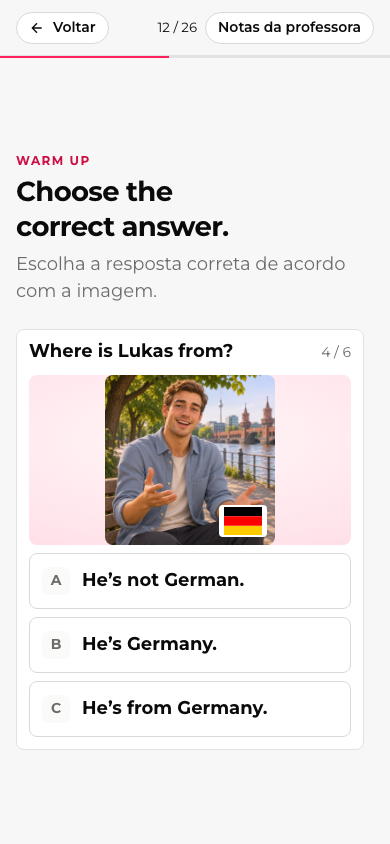 Voltar
12 / 26
Notas da professora
WARM UP
Choose the
correct answer.
Escolha a resposta correta de acordo
com a imagem.
Where is Lukas from?
4 / 6
A
He’s not German.
B
He’s Germany.
C
He’s from Germany.